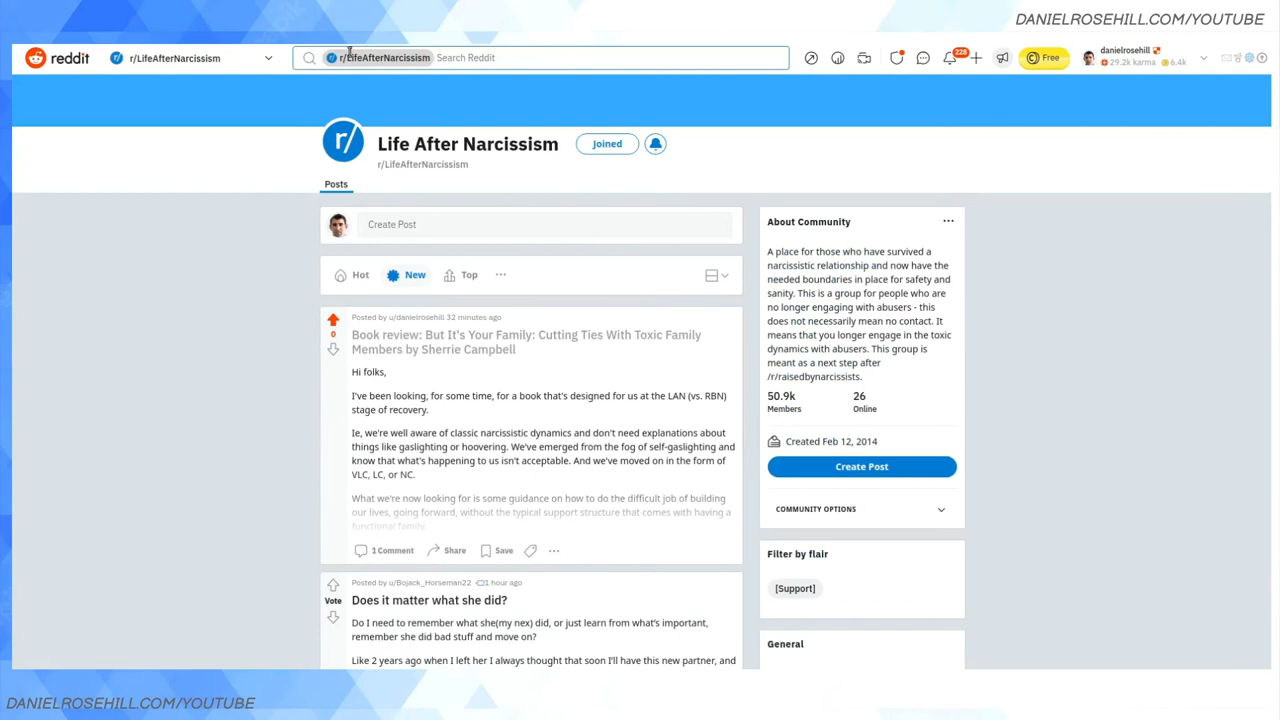 DANIELROSEHILL.COM/YOUTUBE
reddit
r/LifeAfterNarcissism
r/LifeAfterNarcissism Search Reddit
228
Free
danielrosehill
29.2k karma 6.4k
r/
Life After Narcissism
Joined
r/LifeAfterNarcissism
Posts
Create Post
Hot
New
Top
Posted by u/danielrosehill 32 minutes ago
0
Book review: But It's Your Family: Cutting Ties With Toxic Family
Members by Sherrie Campbell
Hi folks,
I've been looking, for some time, for a book that's designed for us at the LAN (vs. RBN)
stage of recovery.
Ie, we're well aware of classic narcissistic dynamics and don't need explanations about
things like gaslighting or hoovering. We've emerged from the fog of self-gaslighting and
know that what's happening to us isn't acceptable. And we've moved on in the form of
VLC, LC, or NC.
What we're now looking for is some guidance on how to do the difficult job of building
our lives, going forward, without the typical support structure that comes with having a
functional family.
1 Comment
Share
Save
Posted by u/Bojack_Horseman22 1 hour ago
Vote
Does it matter what she did?
Do I need to remember what she(my nex) did, or just learn from what's important,
remember she did bad stuff and move on?
Like 2 years ago when I left her I always thought that soon I'll have this new partner, and
About Community
A place for those who have survived a
narcissistic relationship and now have the
needed boundaries in place for safety and
sanity. This is a group for people who are
no longer engaging with abusers - this
does not necessarily mean no contact. It
means that you longer engage in the toxic
dynamics with abusers. This group is
meant as a next step after
/r/raisedbynarcissists.
50.9k
Members
26
Online
Created Feb 12, 2014
Create Post
COMMUNITY OPTIONS
Filter by flair
[Support]
General
DANIELROSEHILL.COM/YOUTUBE